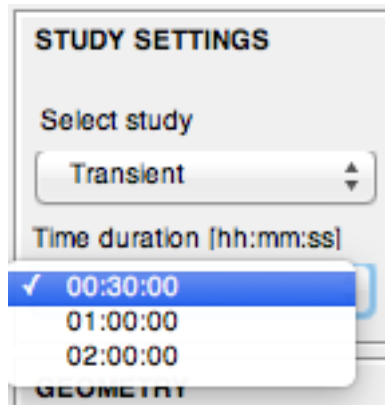 STUDY SETTINGS
Select study
Transient
Time duration [hh:mm:ss]
✓ 00:30:00
01:00:00
02:00:00
GEOMETRY